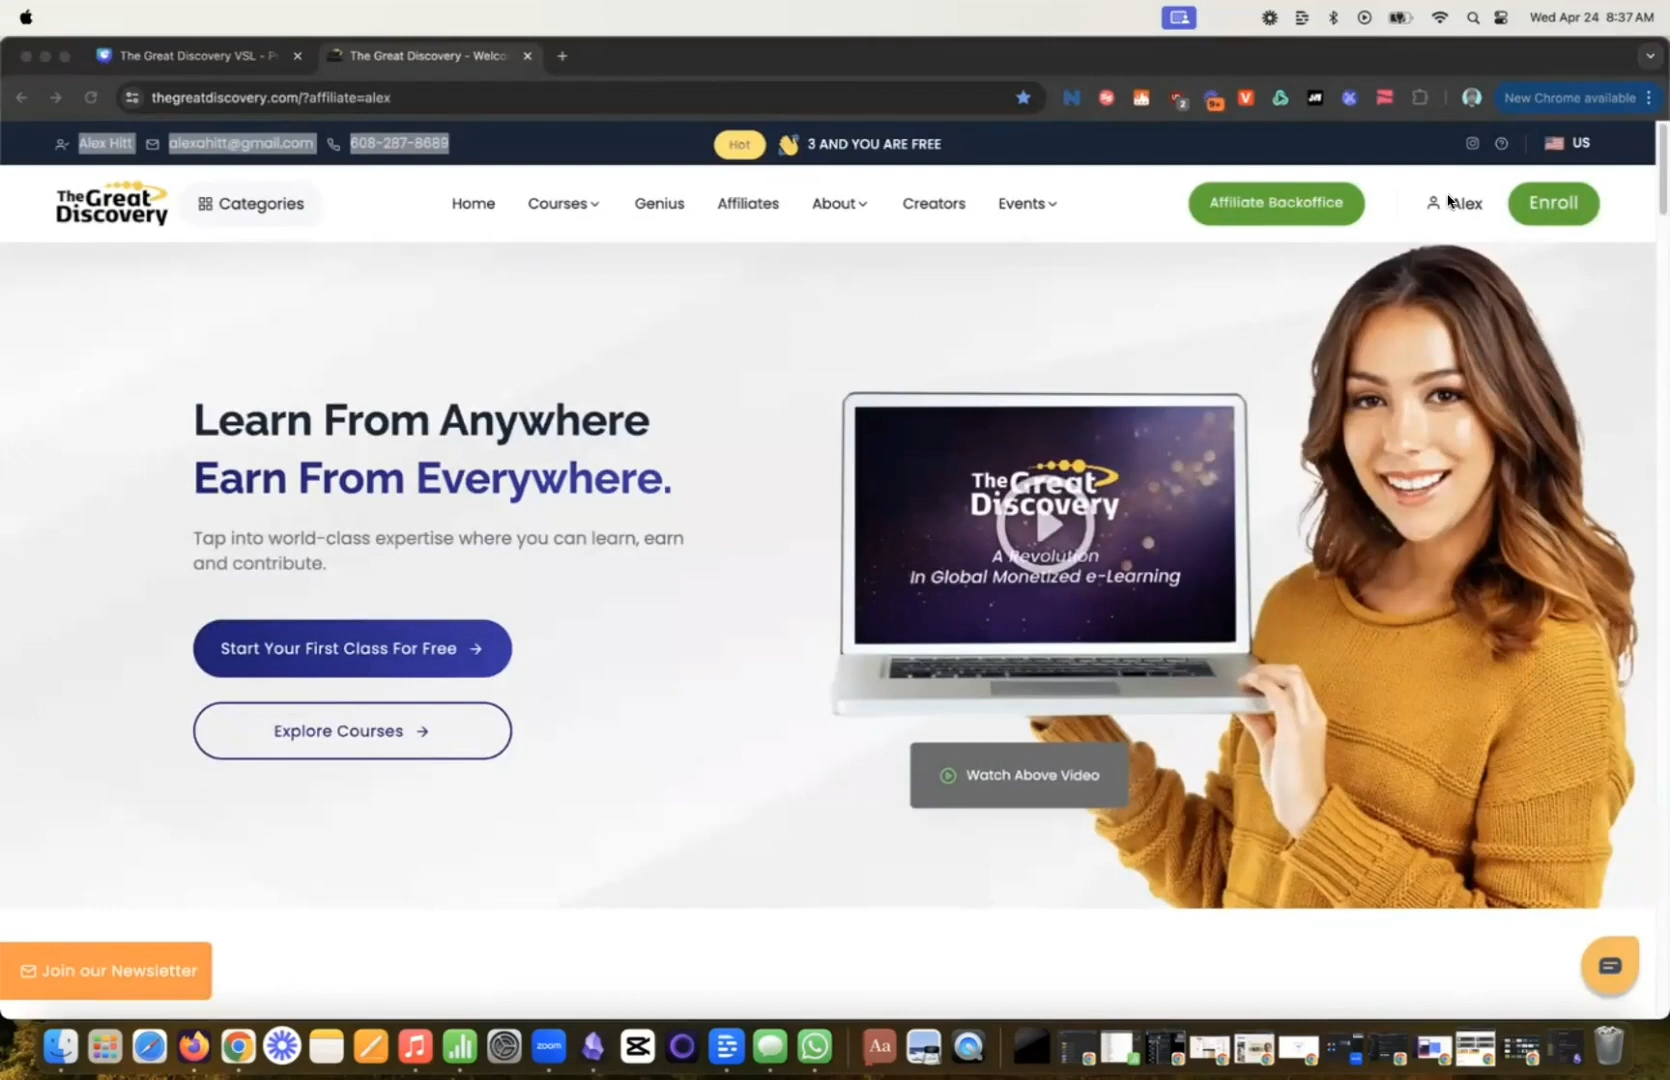 Wed Apr 24 8:37 AM
The Great Discovery VSL - P
The Great Discovery - Welco
thegreatdiscovery.com/?affiliate=alex
2
9+
New Chrome available
Alex Hitt
alexahitt@gmail.com
608-287-8689
Hot
3 AND YOU ARE FREE
US
The Great Discovery
Categories
Home
Courses
Genius
Affiliates
About
Creators
Events
Affiliate Backoffice
Alex
Enroll
Learn From Anywhere
Earn From Everywhere.
Tap into world-class expertise where you can learn, earn
and contribute.
Start Your First Class For Free
Explore Courses
The Great
Discovery
A Revolution
In Global Monetized e-Learning
Watch Above Video
Join our Newsletter
zoom
Aa